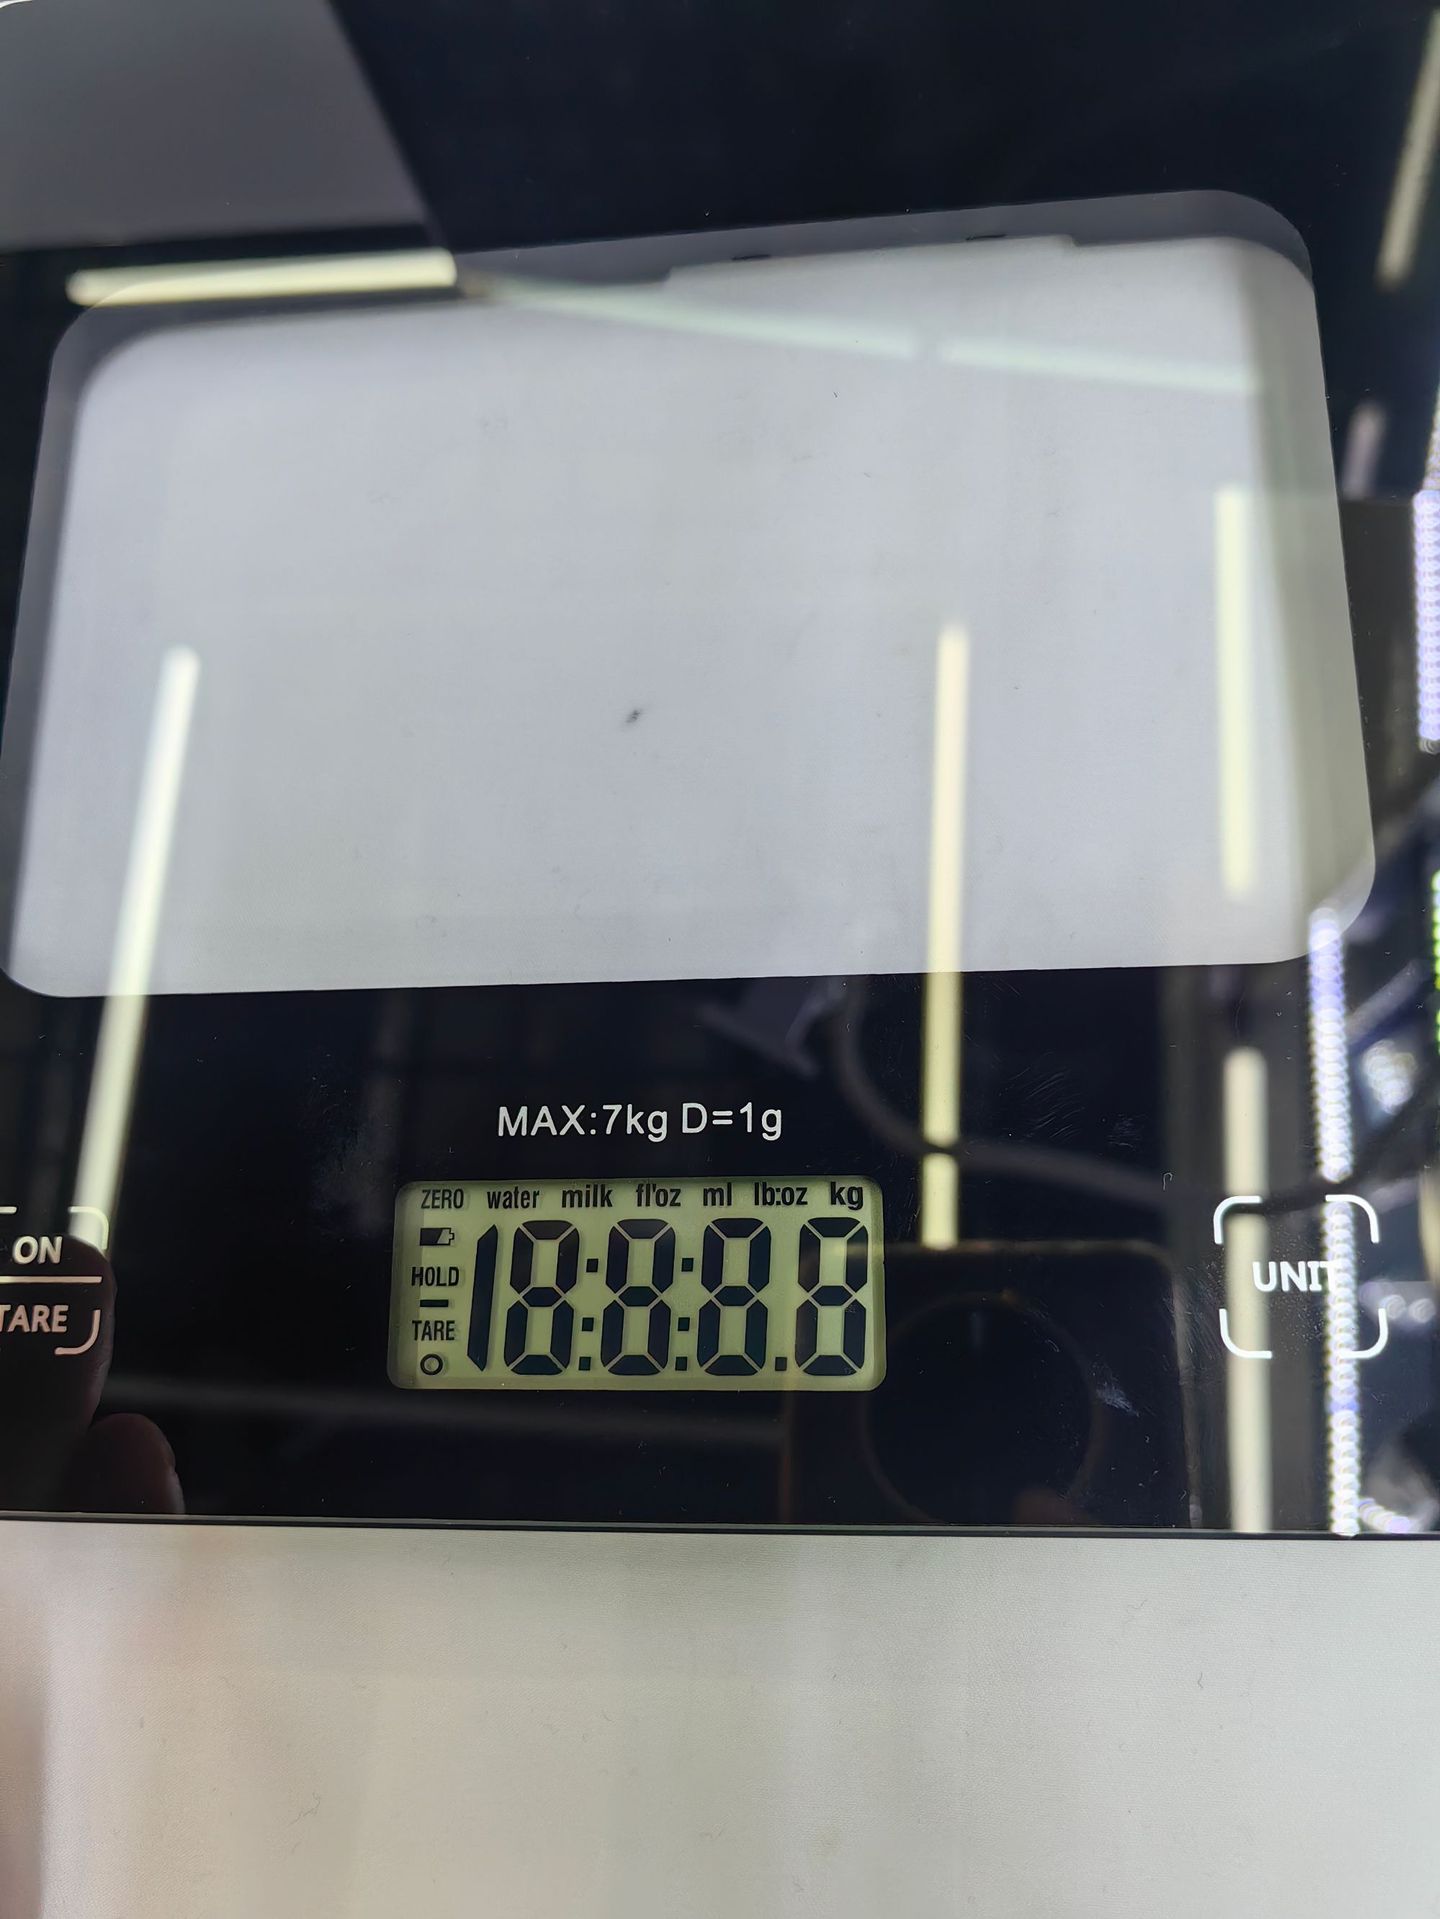 MAX:7kg D=1g
ZERO water milk fl'oz ml lb:oz kg
18:8:8.8
HOLD
TARE
ON
TARE
UNIT